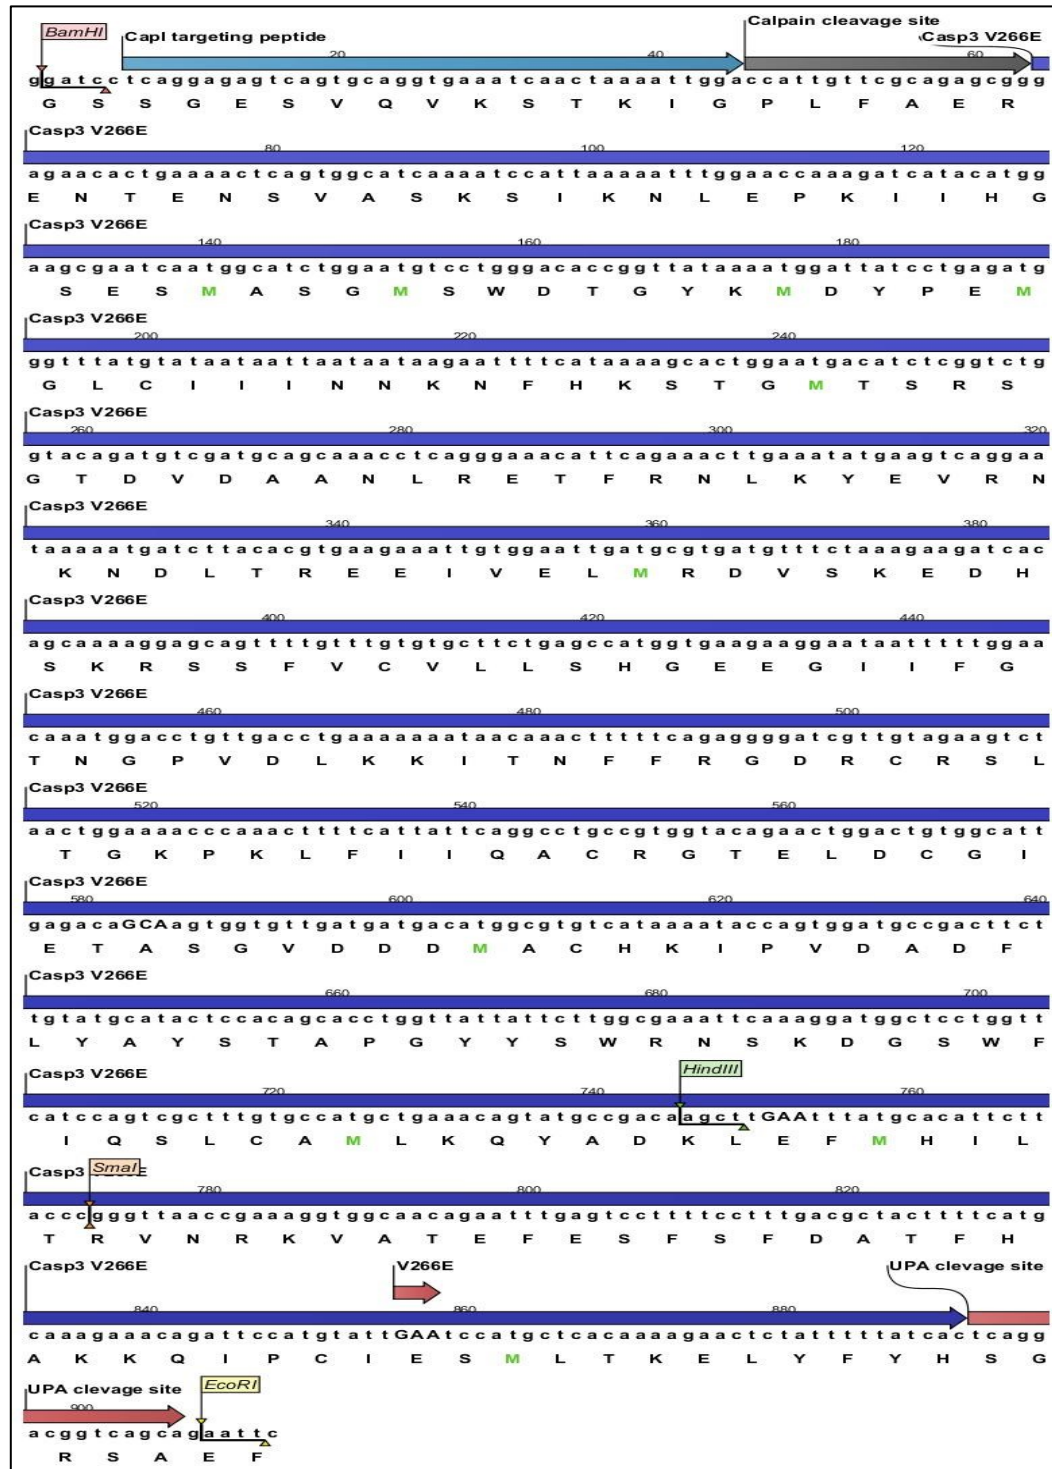 BamHI CapI targeting peptide Calpain cleavage site Casp3 V266E
20 40 60
ggatcctcaggagagtcagtgcaggtgaaatcaactaaaattggaccattgttcgcagagcggg
G S S G E S V Q V K S T K I G P L F A E R
Casp3 V266E
80 100 120
agaacactgaaaactcagtggcatcaaaatccattaaaaatttggaaccaaagatcatacatgg
E N T E N S V A S K S I K N L E P K I I H G
Casp3 V266E
140 160 180
aagcgaatcaatggcatctggaatgtcctgggacaccggttataaaatggattatcctgagatg
S E S M A S G M S W D T G Y K M D Y P E M
Casp3 V266E
200 220 240
ggtttatgtataataattaataataagaattttcataaaagcactggaatgacatctcggtctg
G L C I I I N N K N F H K S T G M T S R S
Casp3 V266E
260 280 300 320
gtacagatgtcgatgcagcaaacctcagggaaacattcagaaacttgaaatatgaagtcaggaa
G T D V D A A N L R E T F R N L K Y E V R N
Casp3 V266E
340 360 380
taaaaatgatcttacacgtgaagaaattgtggaattgatgcgtgatgtttctaaagaagatcac
K N D L T R E E I V E L M R D V S K E D H
Casp3 V266E
400 420 440
agcaaaaggagcagttttgtttgtgtgcttctgagccatggtgaagaaggaataatttttggaa
S K R S S F V C V L L S H G E E G I I F G
Casp3 V266E
460 480 500
caaatggacctgttgacctgaaaaaaataacaaactttttcagaggggatcgttgtagaagtct
T N G P V D L K K I T N F F R G D R C R S L
Casp3 V266E
520 540 560
aactggaaaacccaaacttttcattattcaggcctgccgtggtacagaactggactgtggcatt
T G K P K L F I I Q A C R G T E L D C G I
Casp3 V266E
580 600 620 640
gagacaGCAagtggtgttgatgatgacatggcgtgtcataaaataccagtggatgccgacttct
E T A S G V D D D M A C H K I P V D A D F
Casp3 V266E
660 680 700
tgtatgcatactccacagcacctggttattattcttggcgaaattcaaaggatggctcctggtt
L Y A Y S T A P G Y Y S W R N S K D G S W F
Casp3 V266E HindIII
720 740 760
catccagtcgctttgtgccatgctgaaacagtatgccgacaagcttGAAtttatgcacattctt
I Q S L C A M L K Q Y A D K L E F M H I L
Casp3 V266E SmaI
780 800 820
acccgggttaaccgaaaggtggcaacagaatttgagtccttttcctttgacgctacttttcatg
T R V N R K V A T E F E S F S F D A T F H
Casp3 V266E V266E UPA clevage site
840 860 880
caaagaaacagattccatgtattGAAtccatgctcacaaaagaactctatttttatcactcagg
A K K Q I P C I E S M L T K E L Y F Y H S G
UPA clevage site EcoRI
900
acggtcagcagaattc
R S A E F